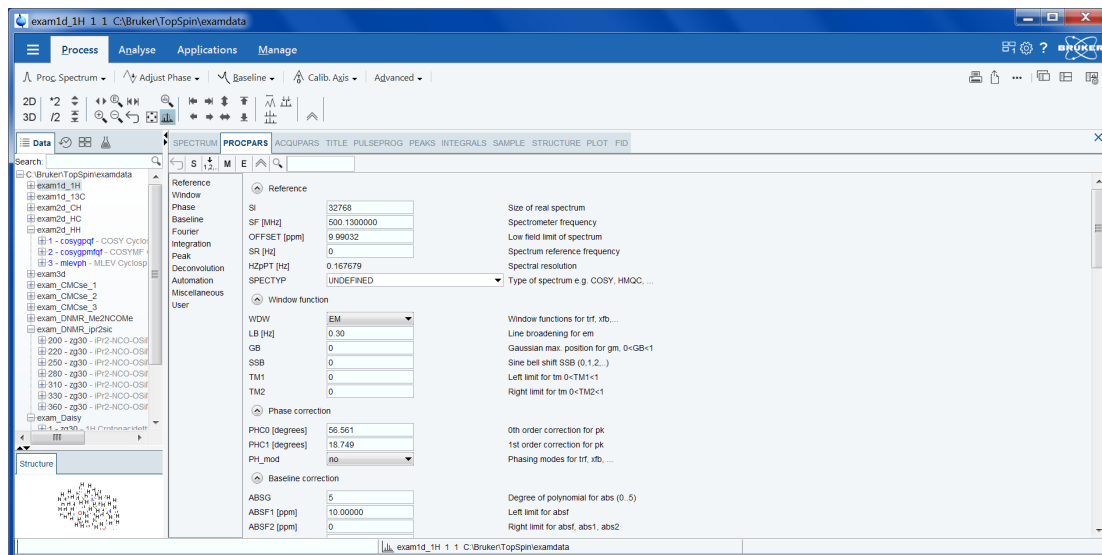 exam1d_1H 1 1 C:\Bruker\TopSpin\examdata
Process Analyse Applications Manage
? BRUKER
Proc. Spectrum Adjust Phase Baseline Calib. Axis Advanced
2D *2
3D /2
Data
SPECTRUM PROCPARS ACQUPARS TITLE PULSEPROG PEAKS INTEGRALS SAMPLE STRUCTURE PLOT FID
Search:
S 1,2,.. M E
C:\Bruker\TopSpin\examdata
exam1d_1H
exam1d_13C
exam2d_CH
exam2d_HC
exam2d_HH
1 - cosygpqf - COSY Cyclos
2 - cosygpmfqf - COSYMF
3 - mlevph - MLEV Cyclosp
exam3d
exam_CMCse_1
exam_CMCse_2
exam_CMCse_3
exam_DNMR_Me2NCOMe
exam_DNMR_ipr2sic
200 - zg30 - iPr2-NCO-OSi
220 - zg30 - iPr2-NCO-OSi
250 - zg30 - iPr2-NCO-OSi
280 - zg30 - iPr2-NCO-OSi
310 - zg30 - iPr2-NCO-OSi
330 - zg30 - iPr2-NCO-OSi
360 - zg30 - iPr2-NCO-OSi
exam_Daisy
1 - zg30 - 1H Crotonacidett
Structure
Reference
Window
Phase
Baseline
Fourier
Integration
Peak
Deconvolution
Automation
Miscellaneous
User
Reference
SI 32768 Size of real spectrum
SF [MHz] 500.1300000 Spectrometer frequency
OFFSET [ppm] 9.99032 Low field limit of spectrum
SR [Hz] 0 Spectrum reference frequency
HZpPT [Hz] 0.167679 Spectral resolution
SPECTYP UNDEFINED Type of spectrum e.g. COSY, HMQC, ...
Window function
WDW EM Window functions for trf, xfb,...
LB [Hz] 0.30 Line broadening for em
GB 0 Gaussian max. position for gm, 0<GB<1
SSB 0 Sine bell shift SSB (0,1,2,..)
TM1 0 Left limit for tm 0<TM1<1
TM2 0 Right limit for tm 0<TM2<1
Phase correction
PHC0 [degrees] 56.561 0th order correction for pk
PHC1 [degrees] 18.749 1st order correction for pk
PH_mod no Phasing modes for trf, xfb, ...
Baseline correction
ABSG 5 Degree of polynomial for abs (0..5)
ABSF1 [ppm] 10.00000 Left limit for absf
ABSF2 [ppm] 0 Right limit for absf, abs1, abs2
exam1d_1H 1 1 C:\Bruker\TopSpin\examdata